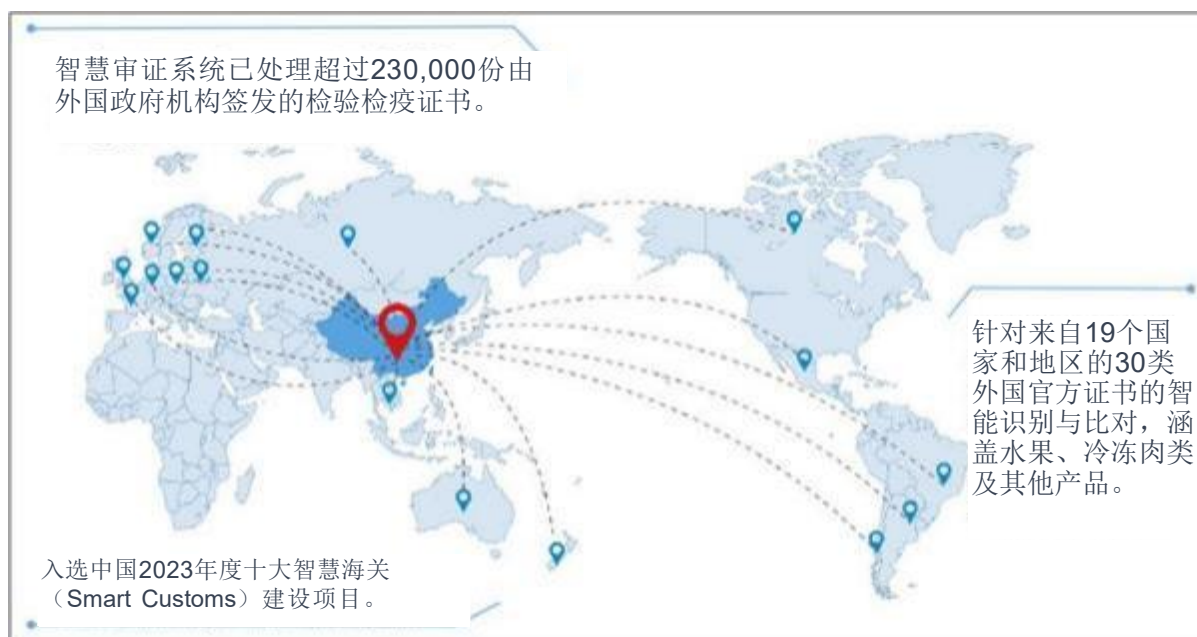 智慧审证系统已处理超过230,000份由
外国政府机构签发的检验检疫证书。
针对来自19个国
家和地区的30类
外国官方证书的智
能识别与比对，涵
盖水果、冷冻肉类
及其他产品。
入选中国2023年度十大智慧海关
（Smart Customs）建设项目。